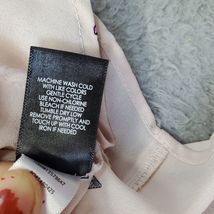 MACHINE WASH COLD
WITH LIKE COLORS
GENTLE CYCLE
USE NON-CHLORINE
BLEACH IF NEEDED
TUMBLE DRY LOW
REMOVE PROMPTLY AND
TOUCH UP WITH COOL
IRON IF NEEDED